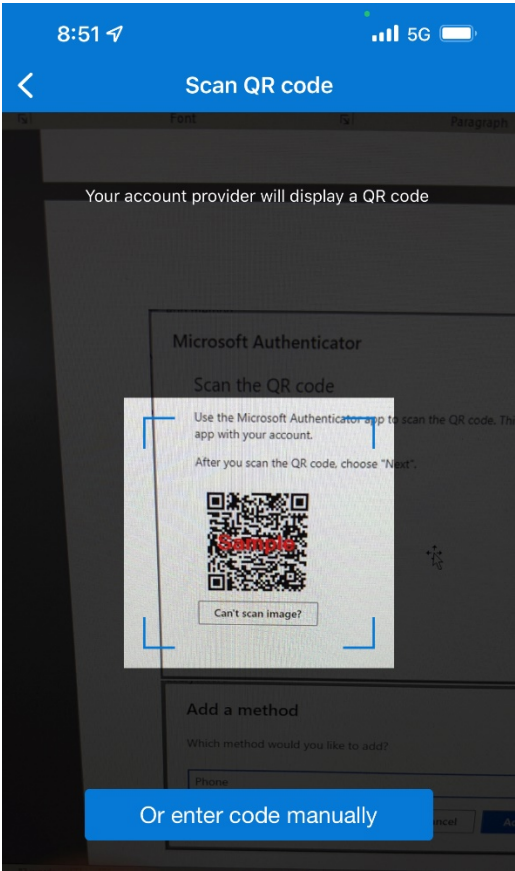 8:51
5G
Scan QR code
Font
Paragraph
Your account provider will display a QR code
Microsoft Authenticator
Scan the QR code
Use the Microsoft Authenticator app to scan the QR code. Thi
app with your account.
After you scan the QR code, choose "Next".
Sample
Can't scan image?
Add a method
Which method would you like to add?
Phone
ncel
A
Or enter code manually